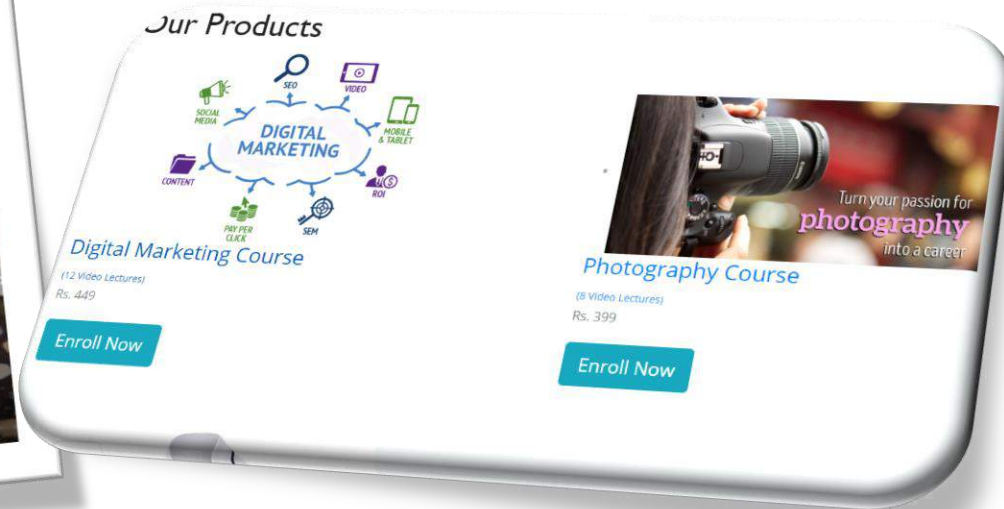 Our Products
SEO
VIDEO
SOCIAL
MEDIA
MOBILE
& TABLET
DIGITAL
MARKETING
CONTENT
ROI
PAY PER
CLICK
SEM
Digital Marketing Course
(12 Video Lectures)
Rs. 449
Enroll Now
Turn your passion for
photography
into a career
Photography Course
(8 Video Lectures)
Rs. 399
Enroll Now